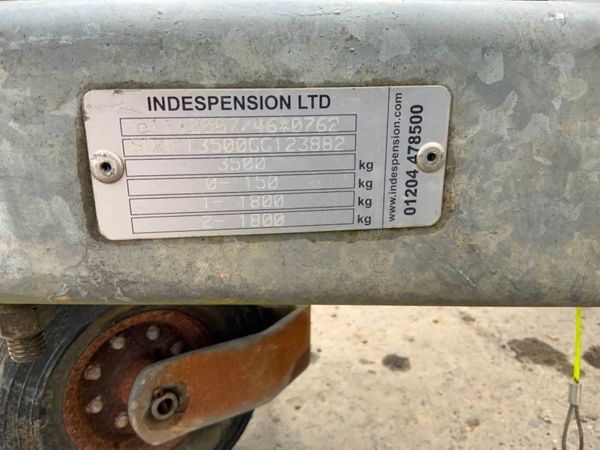 INDESPENSION LTD
3500 kg
0- 150 kg
1- 1800 kg
2- 1800 kg
www.indespension.com
01204 478500